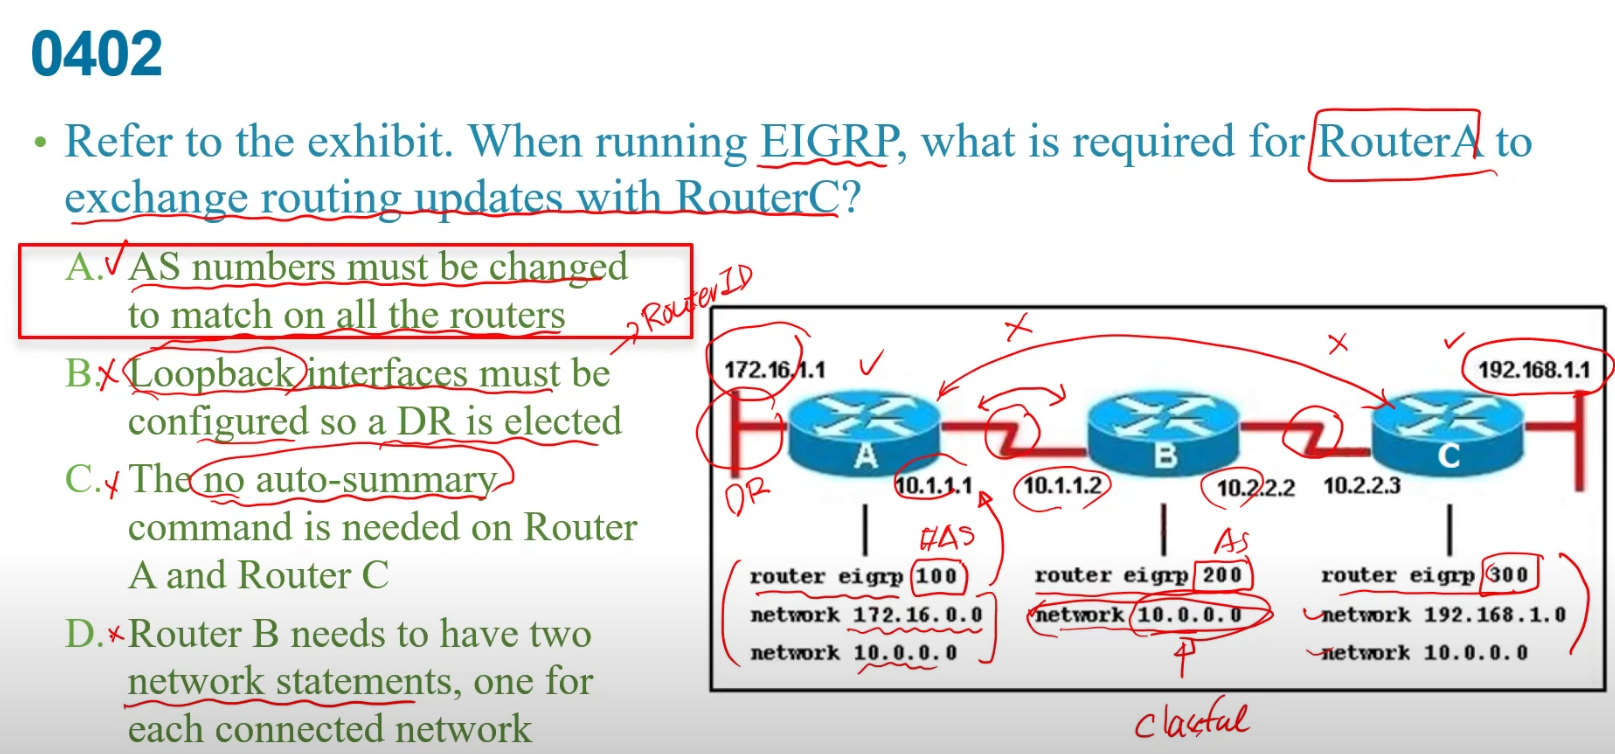 0402
• Refer to the exhibit. When running EIGRP, what is required for RouterA to
exchange routing updates with RouterC?
A. AS numbers must be changed
to match on all the routers
B. Loopback interfaces must be
configured so a DR is elected
C. The no auto-summary
command is needed on Router
A and Router C
D. Router B needs to have two
network statements, one for
each connected network
RouterID
172.16.1.1
192.168.1.1
A
B
C
DR
10.1.1.1
10.1.1.2
10.2.2.2
10.2.2.3
#AS
AS
router eigrp 100
network 172.16.0.0
network 10.0.0.0
router eigrp 200
network 10.0.0.0
router eigrp 300
network 192.168.1.0
network 10.0.0.0
classful